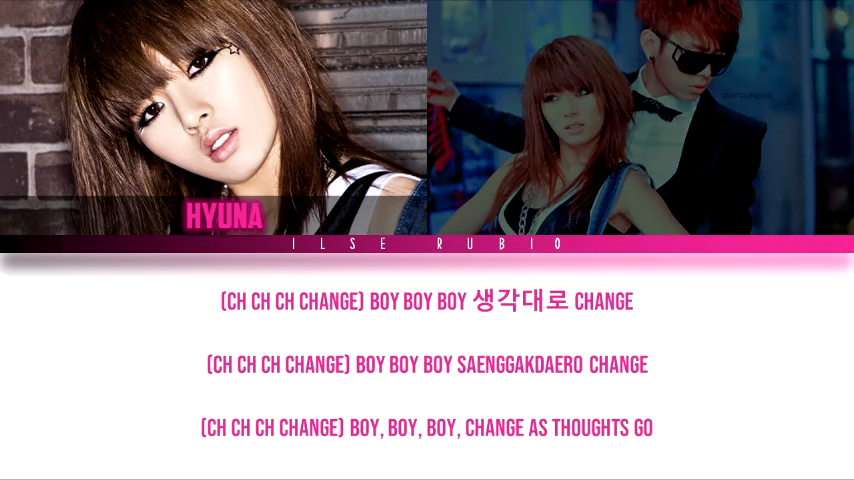 HYUNA
ILSE RUBIO
(CH CH CH CHANGE) BOY BOY BOY 생각대로 CHANGE
(CH CH CH CHANGE) BOY BOY BOY SAENGGAKDAERO CHANGE
(CH CH CH CHANGE) BOY, BOY, BOY, CHANGE AS THOUGHTS GO